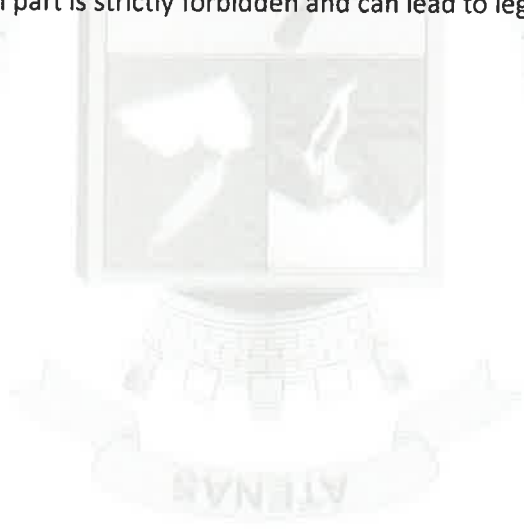 n part is strictly forbidden and can lead to leg
ATENAS